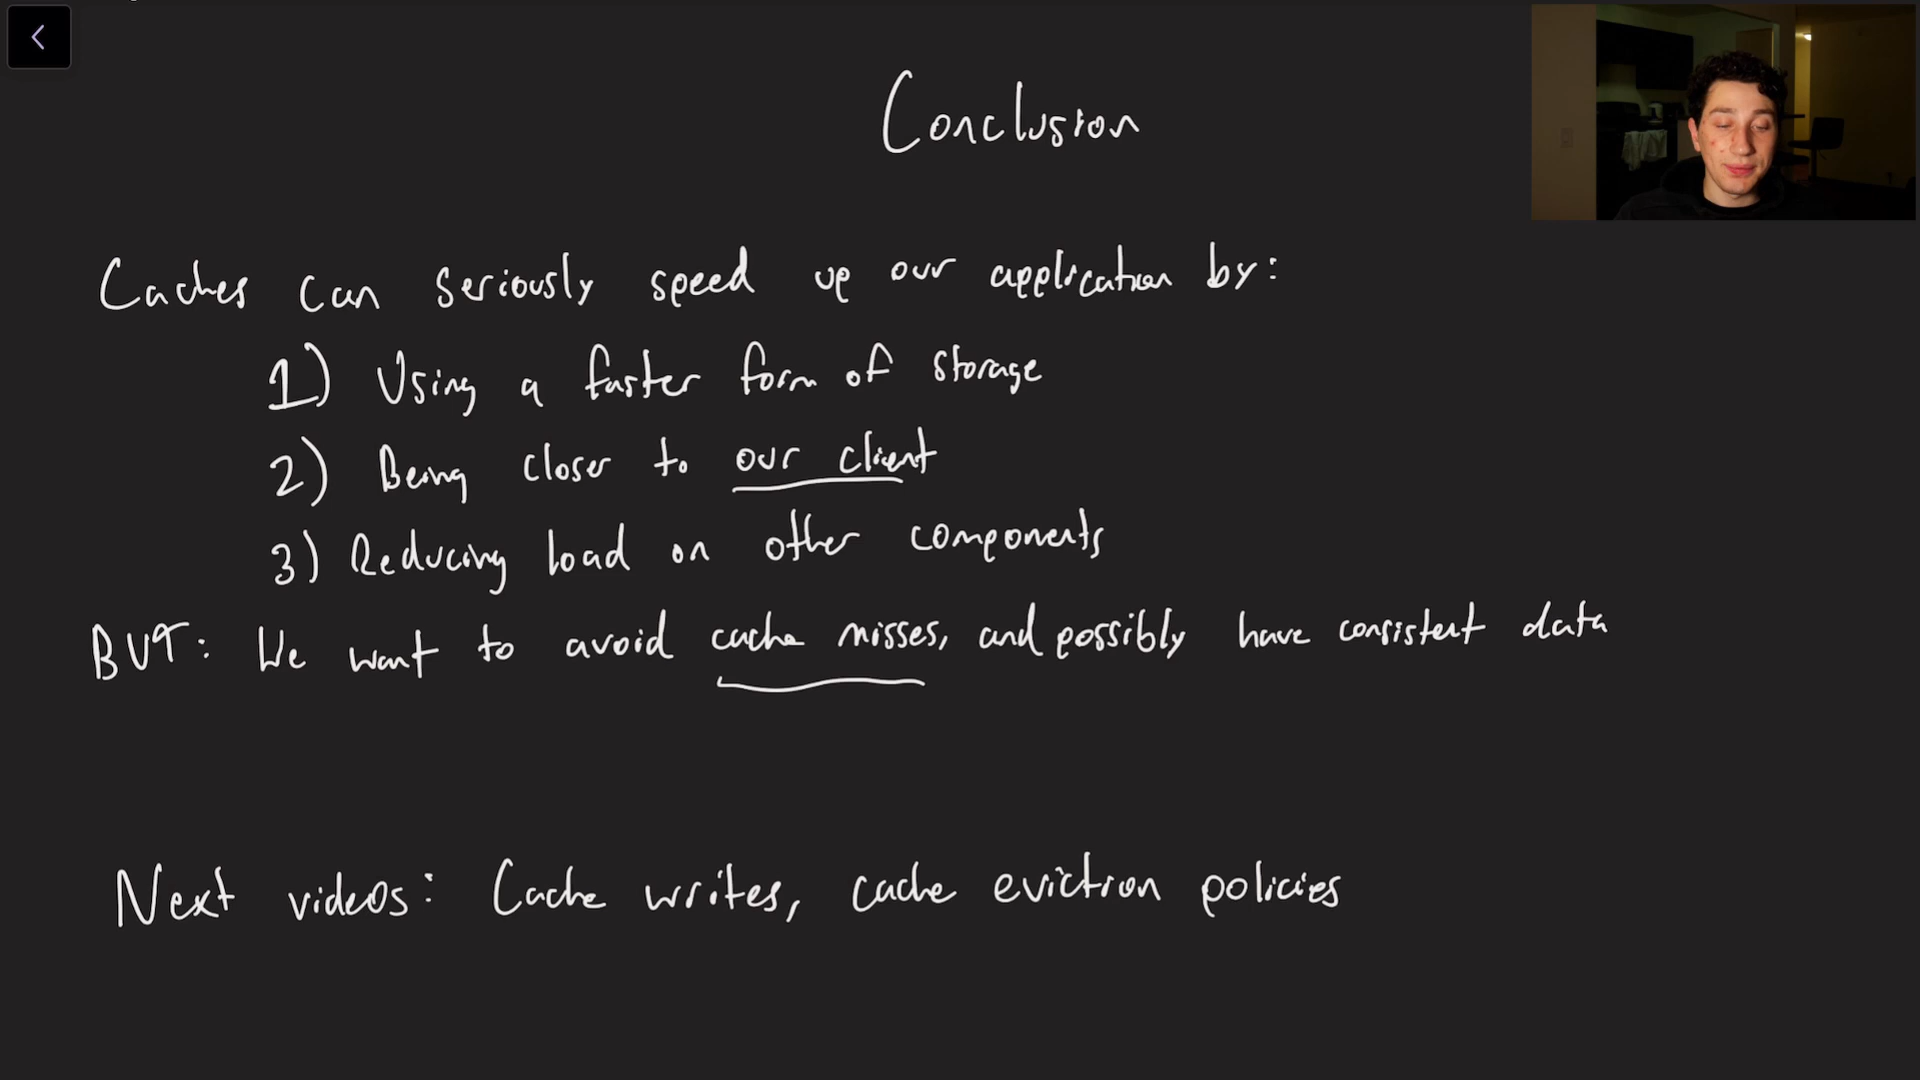 Conclusion
Caches can seriously speed up our application by:
1) Using a faster form of storage
2) Being closer to our client
3) Reducing load on other components
BUT: We want to avoid cache misses, and possibly have consistent data
Next videos: Cache writes, cache eviction policies